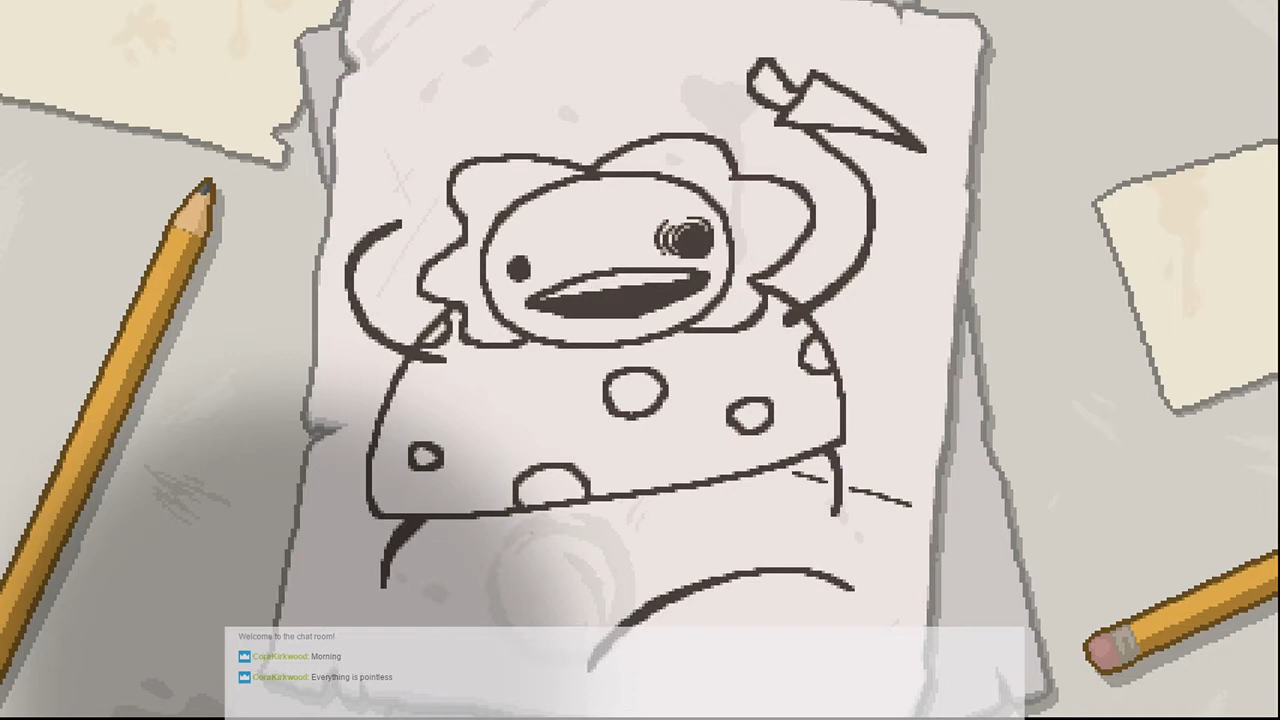 Welcome to the chat room!
CoraKirkwood: Morning
CoraKirkwood: Everything is pointless